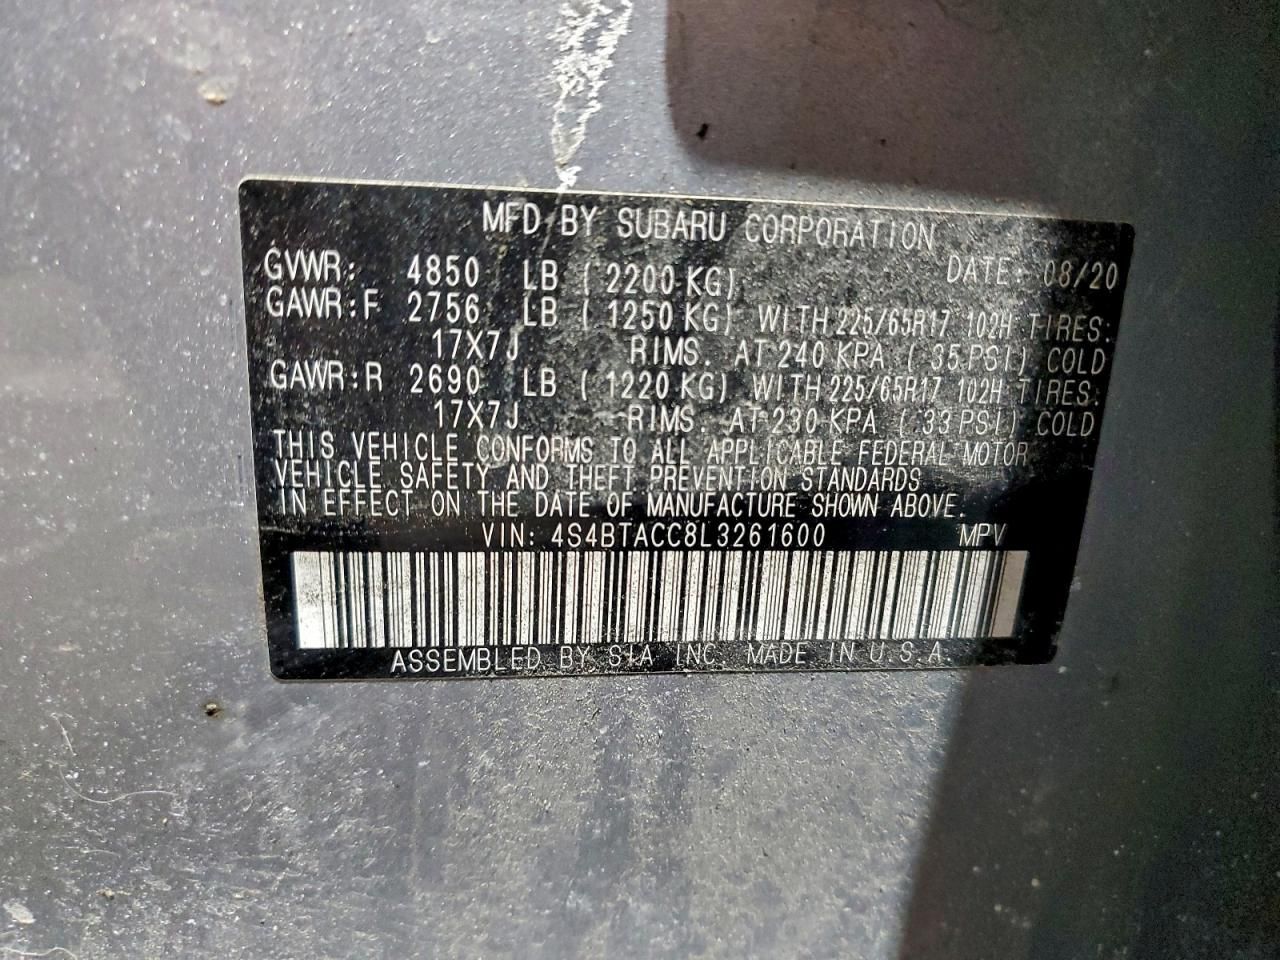 MFD BY SUBARU CORPORATION
GVWR: 4850 LB ( 2200 KG) DATE: 08/20
GAWR:F 2756 LB ( 1250 KG) WITH 225/65R17 102H TIRES:
17X7J RIMS. AT 240 KPA ( 35 PSI) COLD
GAWR:R 2690 LB ( 1220 KG) WITH 225/65R17 102H TIRES:
17X7J RIMS. AT 230 KPA ( 33 PSI) COLD
THIS VEHICLE CONFORMS TO ALL APPLICABLE FEDERAL MOTOR
VEHICLE SAFETY AND THEFT PREVENTION STANDARDS
IN EFFECT ON THE DATE OF MANUFACTURE SHOWN ABOVE.
VIN: 4S4BTACC8L3261600 MPV
ASSEMBLED BY SIA INC. MADE IN U.S.A.